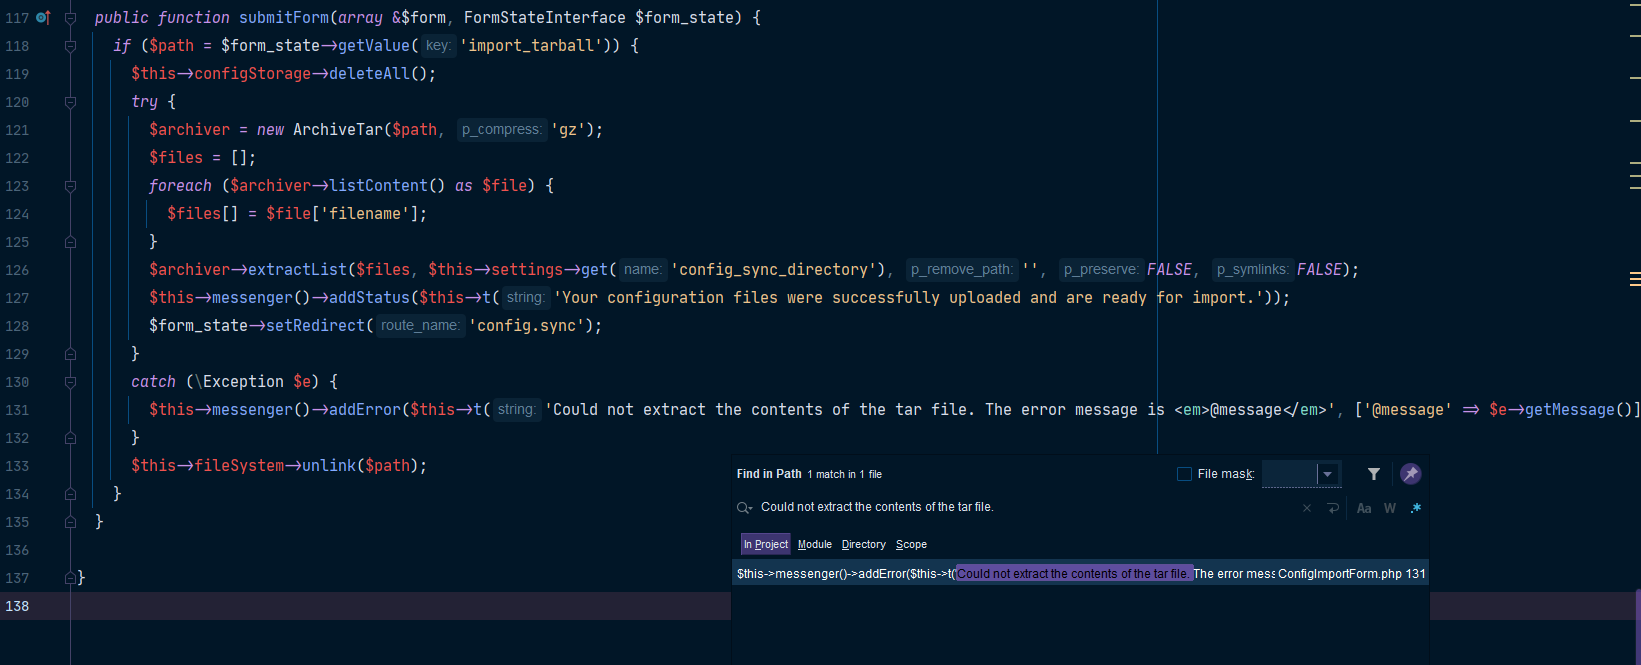 117 public function submitForm(array &$form, FormStateInterface $form_state) {
118 if ($path = $form_state->getValue( key: 'import_tarball')) {
119 $this->configStorage->deleteAll();
120 try {
121 $archiver = new ArchiveTar($path, p_compress: 'gz');
122 $files = [];
123 foreach ($archiver->listContent() as $file) {
124 $files[] = $file['filename'];
125 }
126 $archiver->extractList($files, $this->settings->get( name: 'config_sync_directory'), p_remove_path: '', p_preserve: FALSE, p_symlinks: FALSE);
127 $this->messenger()->addStatus($this->t( string: 'Your configuration files were successfully uploaded and are ready for import.'));
128 $form_state->setRedirect( route_name: 'config.sync');
129 }
130 catch (\Exception $e) {
131 $this->messenger()->addError($this->t( string: 'Could not extract the contents of the tar file. The error message is <em>@message</em>', ['@message' => $e->getMessage()]
132 }
133 $this->fileSystem->unlink($path);
134 }
135 }
136
137 }
138
Find in Path 1 match in 1 file File mask:
Could not extract the contents of the tar file. Aa W .*
In Project Module Directory Scope
$this->messenger()->addError($this->t('Could not extract the contents of the tar file. The error mess ConfigImportForm.php 131